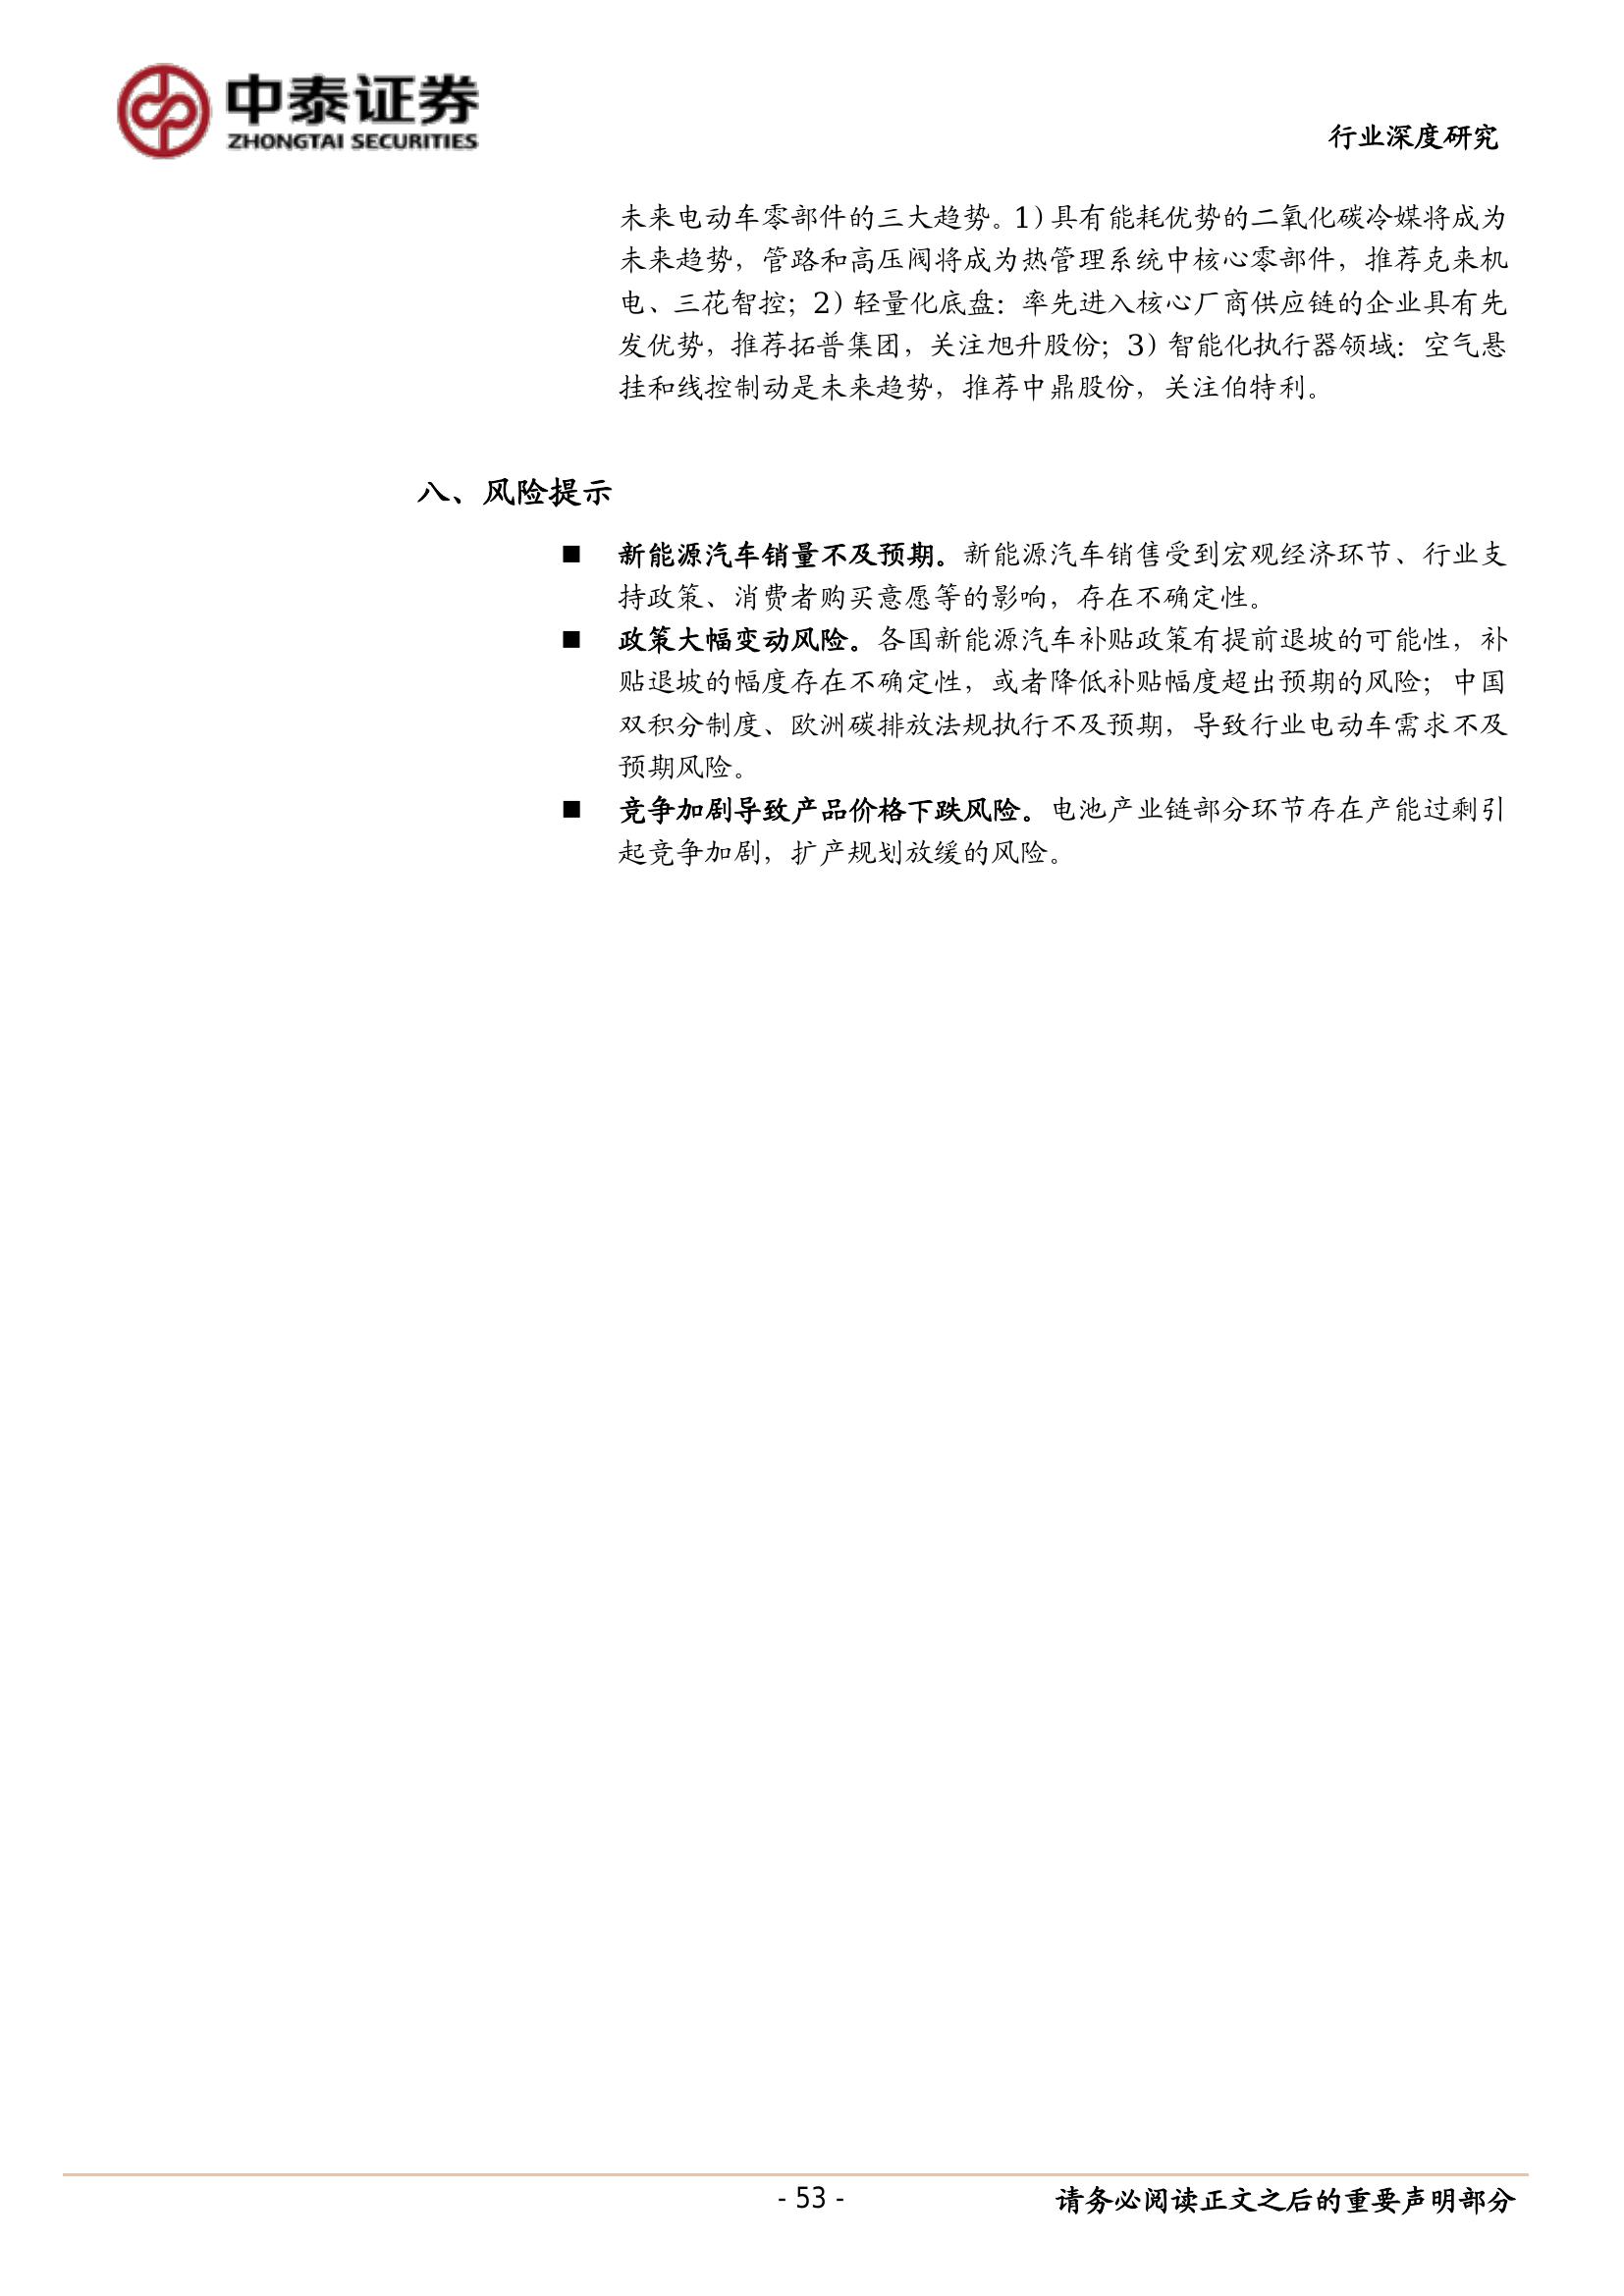 中泰证券
ZHONGTAI SECURITIES
行业深度研究
未来电动车零部件的三大趋势。1）具有能耗优势的二氧化碳冷媒将成为
未来趋势，管路和高压阀将成为热管理系统中核心零部件，推荐克来机
电、三花智控；2）轻量化底盘：率先进入核心厂商供应链的企业具有先
发优势，推荐拓普集团，关注旭升股份；3）智能化执行器领域：空气悬
挂和线控制动是未来趋势，推荐中鼎股份，关注伯特利。
八、风险提示
■ 新能源汽车销量不及预期。新能源汽车销售受到宏观经济环节、行业支
持政策、消费者购买意愿等的影响，存在不确定性。
■ 政策大幅变动风险。各国新能源汽车补贴政策有提前退坡的可能性，补
贴退坡的幅度存在不确定性，或者降低补贴幅度超出预期的风险；中国
双积分制度、欧洲碳排放法规执行不及预期，导致行业电动车需求不及
预期风险。
■ 竞争加剧导致产品价格下跌风险。电池产业链部分环节存在产能过剩引
起竞争加剧，扩产规划放缓的风险。
- 53 -
请务必阅读正文之后的重要声明部分